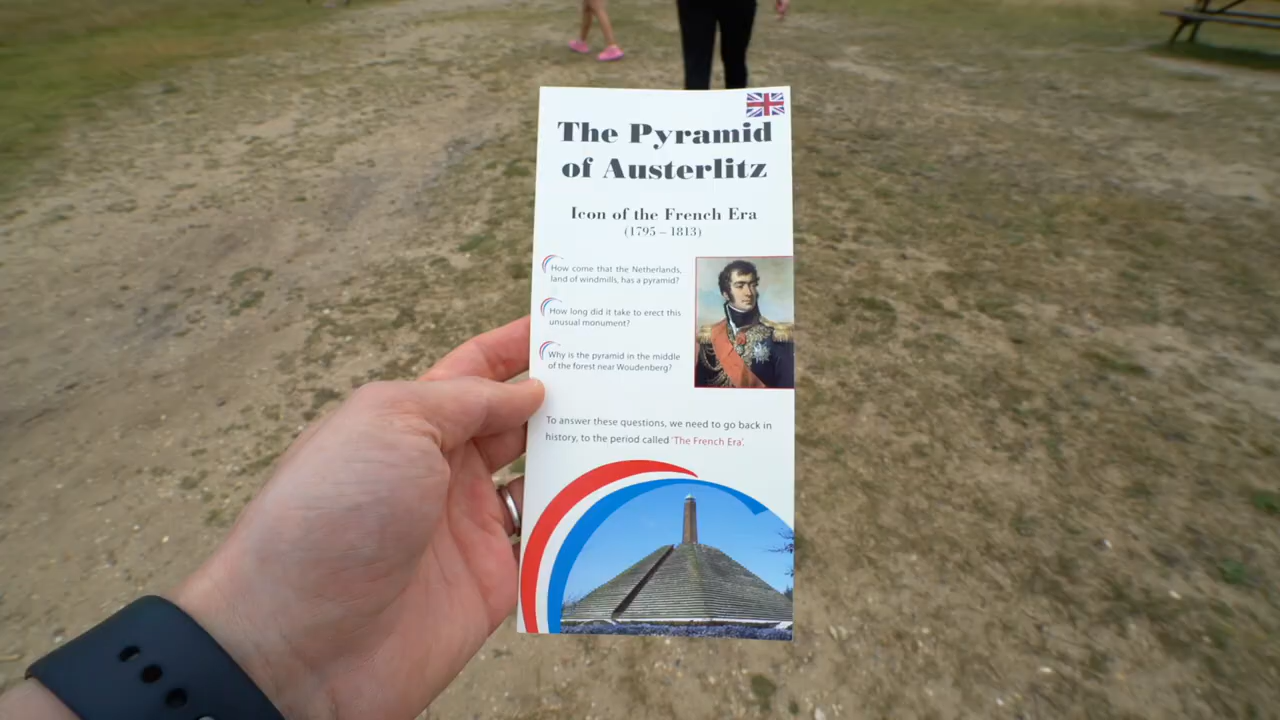 The Pyramid
of Austerlitz
Icon of the French Era
(1795 – 1813)
How come that the Netherlands,
land of windmills, has a pyramid?
How long did it take to erect this
unusual monument?
Why is the pyramid in the middle
of the forest near Woudenberg?
To answer these questions, we need to go back in
history, to the period called 'The French Era'.